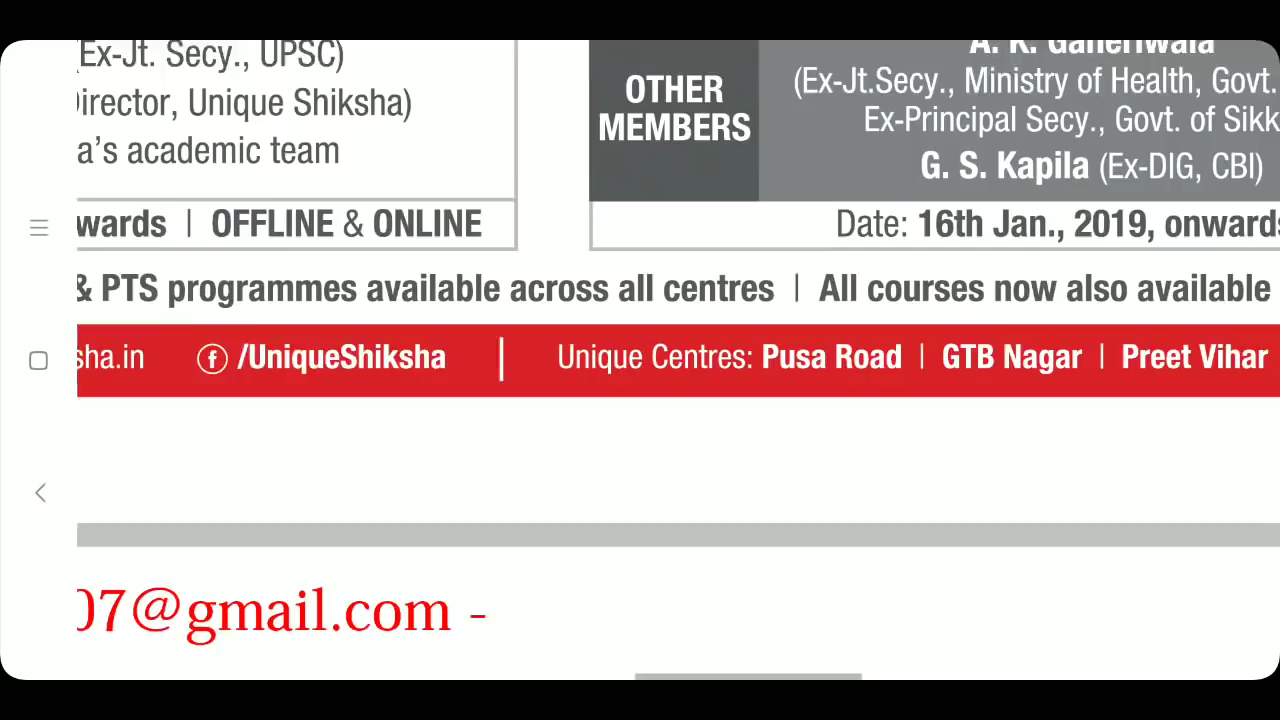 (Ex-Jt. Secy., UPSC)
Director, Unique Shiksha)
a's academic team
wards | OFFLINE & ONLINE
OTHER
MEMBERS
A. K. Ganeriwala
(Ex-Jt.Secy., Ministry of Health, Govt.
Ex-Principal Secy., Govt. of Sikk
G. S. Kapila (Ex-DIG, CBI)
Date: 16th Jan., 2019, onwards
& PTS programmes available across all centres | All courses now also available
sha.in /UniqueShiksha | Unique Centres: Pusa Road | GTB Nagar | Preet Vihar
07@gmail.com -